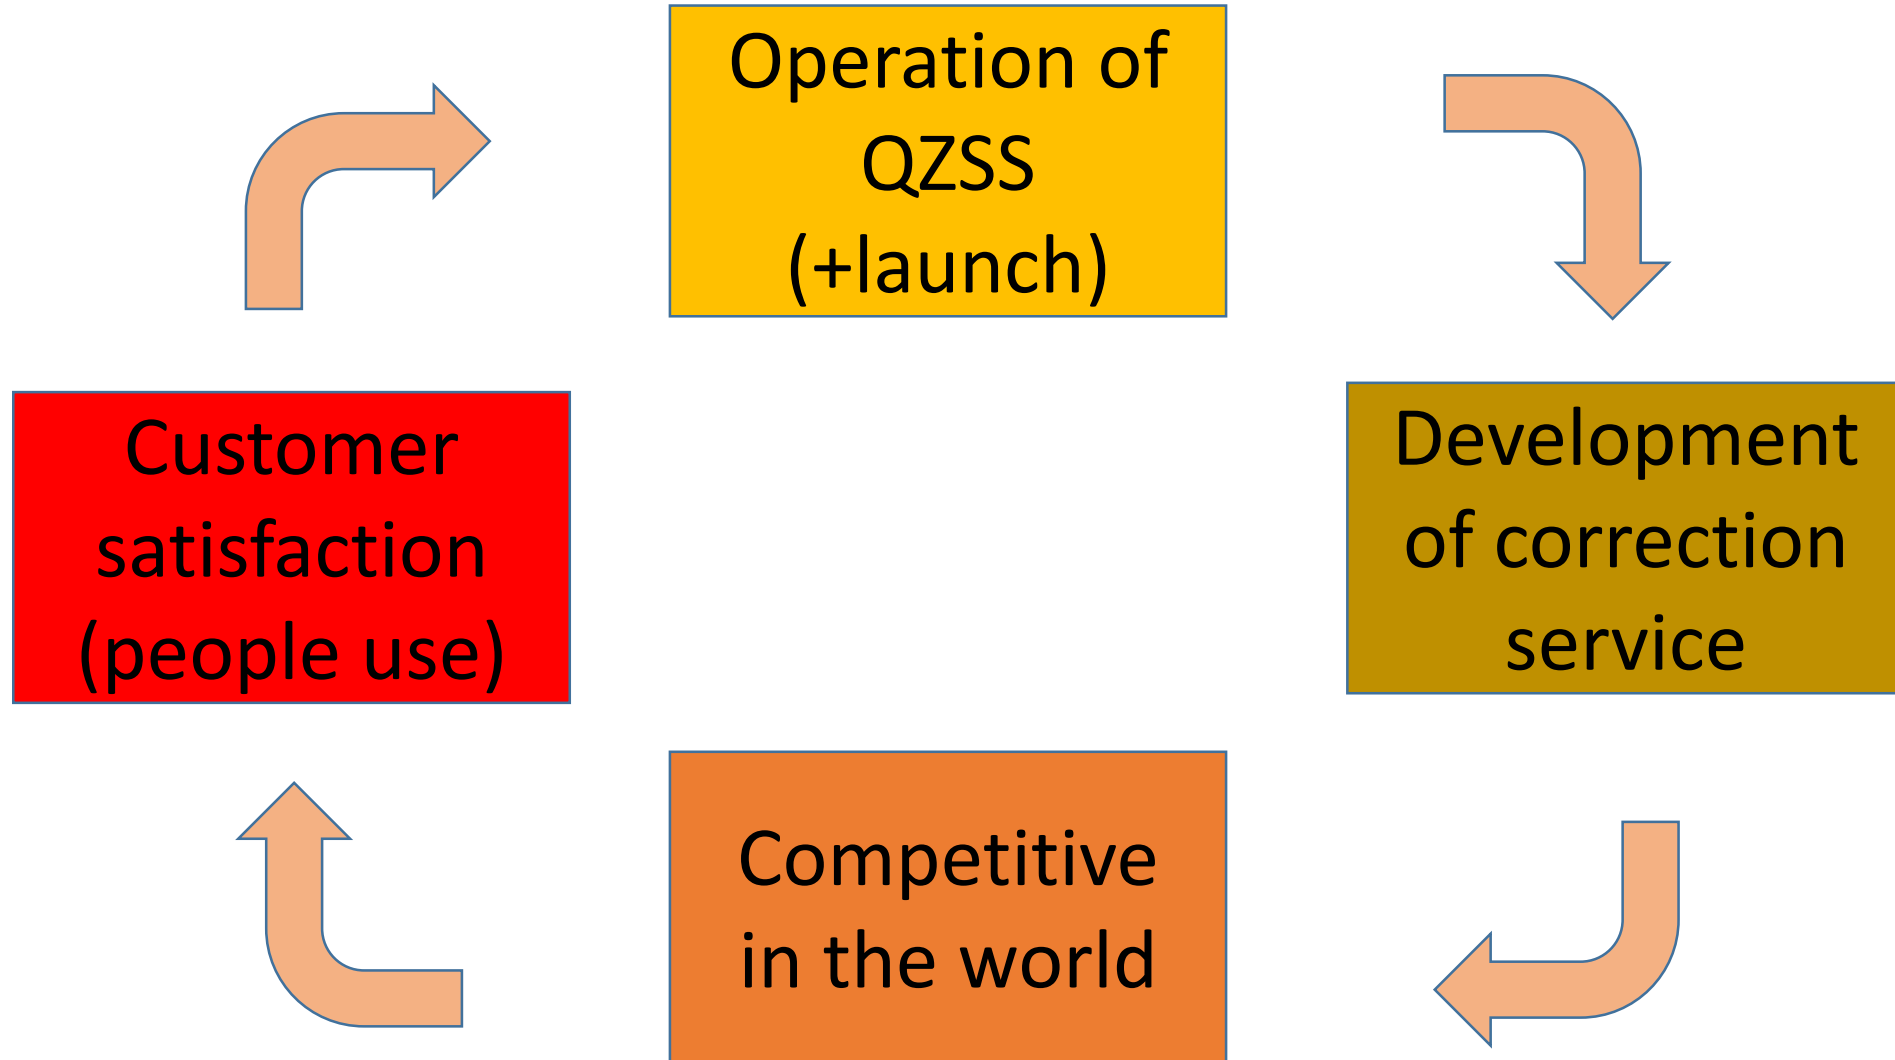 Operation of
QZSS
(+launch)
Customer
satisfaction
(people use)
Development
of correction
service
Competitive
in the world